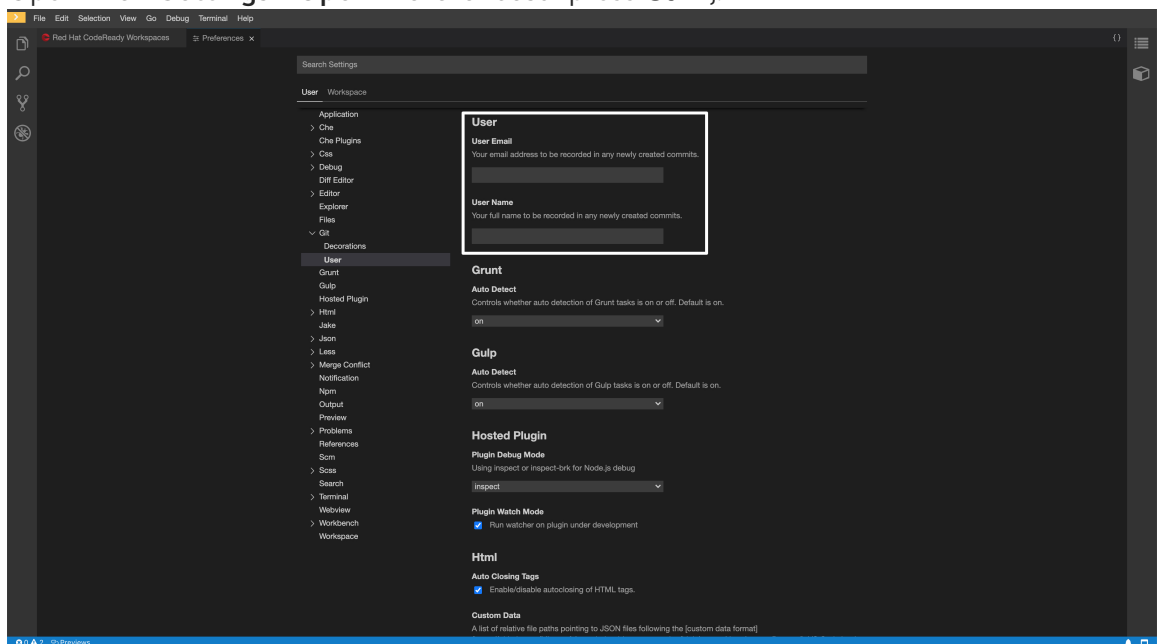 File Edit Selection View Go Debug Terminal Help
Red Hat CodeReady Workspaces Preferences x {}
Search Settings
User Workspace
Application
> Che
Che Plugins
> Css
> Debug
Diff Editor
> Editor
Explorer
Files
Git
Decorations
User
Grunt
Gulp
Hosted Plugin
> Html
Jake
> Json
> Less
> Merge Conflict
Notification
Npm
Output
Preview
> Problems
References
Scm
> Scss
Search
> Terminal
Webview
> Workbench
Workspace
User
User Email
Your email address to be recorded in any newly created commits.
User Name
Your full name to be recorded in any newly created commits.
Grunt
Auto Detect
Controls whether auto detection of Grunt tasks is on or off. Default is on.
on
Gulp
Auto Detect
Controls whether auto detection of Gulp tasks is on or off. Default is on.
on
Hosted Plugin
Plugin Debug Mode
Using inspect or inspect-brk for Node.js debug
inspect
Plugin Watch Mode
Run watcher on plugin under development
Html
Auto Closing Tags
Enable/disable autoclosing of HTML tags.
Custom Data
A list of relative file paths pointing to JSON files following the [custom data format]
0 2 Previews